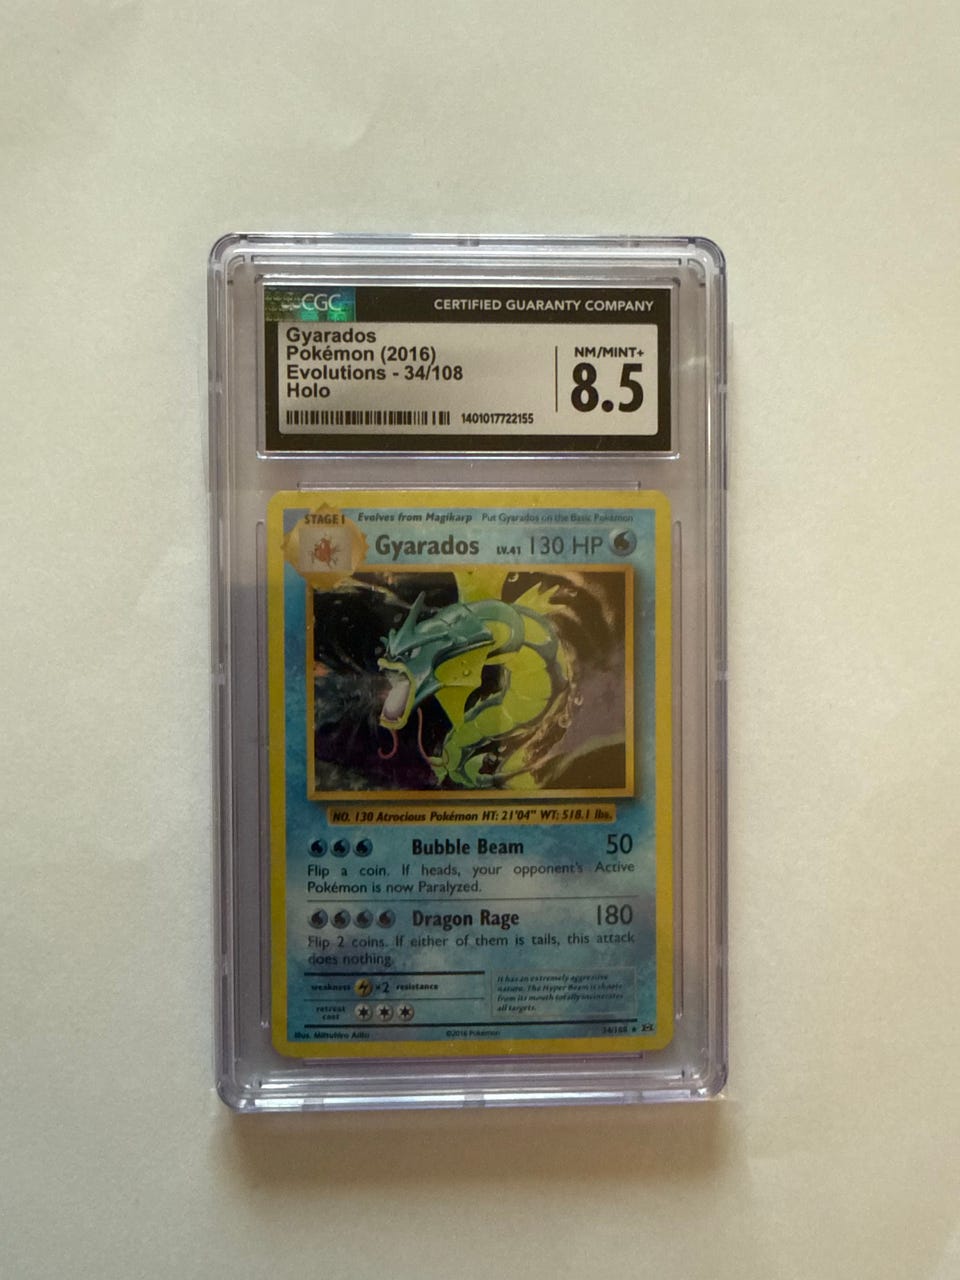 CGC
CERTIFIED GUARANTY COMPANY
Gyarados
Pokémon (2016)
Evolutions - 34/108
Holo
NM/MINT+
8.5
1401017722155
STAGE 1 Evolves from Magikarp Put Gyarados on the Basic Pokémon
Gyarados LV.41 130 HP
NO. 130 Atrocious Pokémon HT: 21'04" WT: 518.1 lbs.
Bubble Beam 50
Flip a coin. If heads, your opponent's Active
Pokémon is now Paralyzed.
Dragon Rage 180
Flip 2 coins. If either of them is tails, this attack
does nothing.
weakness ×2 resistance
retreat
cost
It has an extremely aggressive
nature. The Hyper Beam it shoots
from its mouth totally incinerates
all targets.
Illus. Mitsuhiro Arita
©2016 Pokémon
34/108